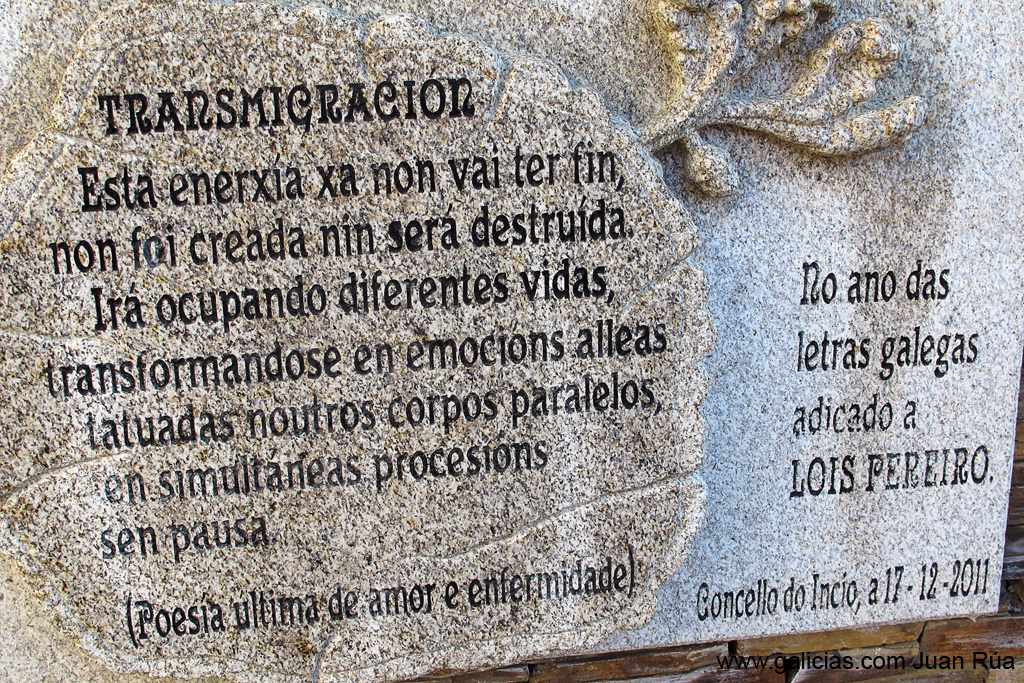 TRANSMIGRACION
Esta enerxía xa non vai ter fin,
non foi creada nin será destruída.
Irá ocupando diferentes vidas,
transformandose en emocións alleas
tatuadas noutros corpos paralelos,
en simultáneas procesións
sen pausa.
(Poesía ultima de amor e enfermidade)
No ano das
letras galegas
adicado a
LOIS PEREIRO.
Concello do Incio, a 17 - 12 - 2011
www.galicias.com Juan Rúa